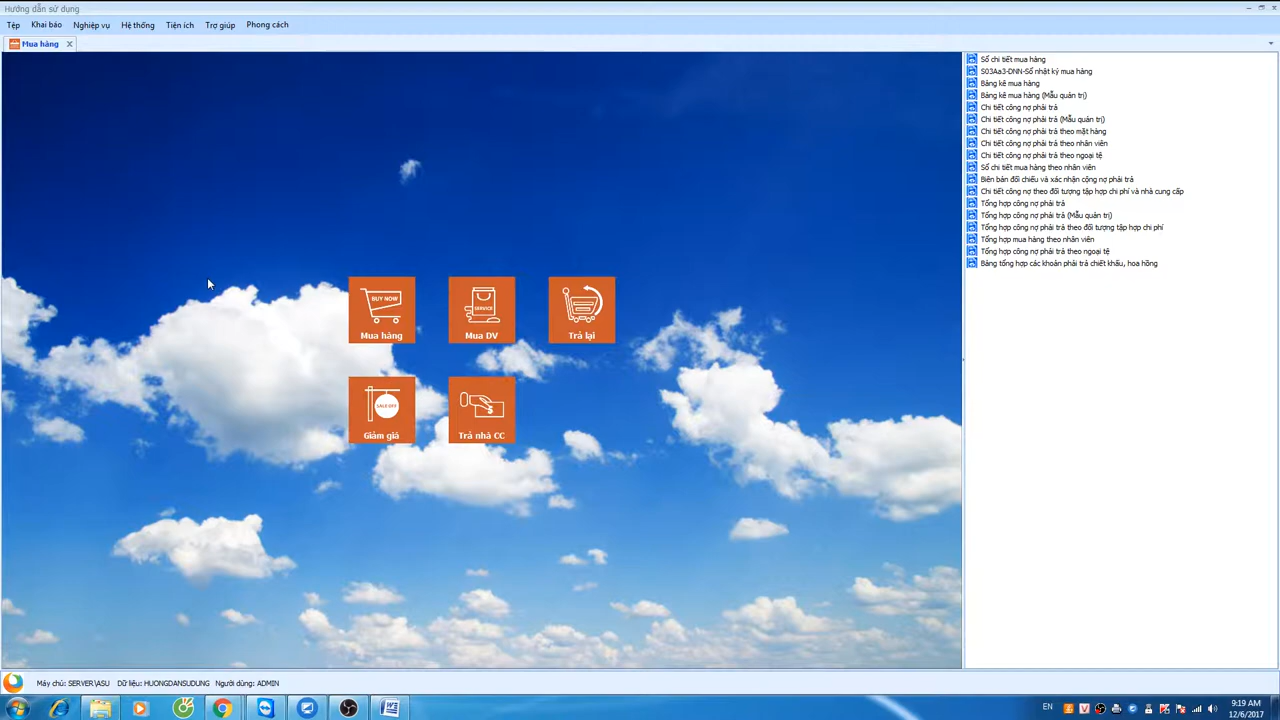 Hướng dẫn sử dụng
Tệp Khai báo Nghiệp vụ Hệ thống Tiện ích Trợ giúp Phong cách
Mua hàng
BUY NOW
Mua hàng
SERVICE
Mua DV
Trả lại
SALE OFF
Giảm giá
Trả nhà CC
Sổ chi tiết mua hàng
S03Aa3-DNN-Sổ nhật ký mua hàng
Bảng kê mua hàng
Bảng kê mua hàng (Mẫu quản trị)
Chi tiết công nợ phải trả
Chi tiết công nợ phải trả (Mẫu quản trị)
Chi tiết công nợ phải trả theo mặt hàng
Chi tiết công nợ phải trả theo nhân viên
Chi tiết công nợ phải trả theo ngoại tệ
Sổ chi tiết mua hàng theo nhân viên
Biên bản đối chiếu và xác nhận cộng nợ phải trả
Chi tiết công nợ theo đối tượng tập hợp chi phí và nhà cung cấp
Tổng hợp công nợ phải trả
Tổng hợp công nợ phải trả (Mẫu quản trị)
Tổng hợp công nợ phải trả theo đối tượng tập hợp chi phí
Tổng hợp mua hàng theo nhân viên
Tổng hợp công nợ phải trả theo ngoại tệ
Bảng tổng hợp các khoản phải trả chiết khấu, hoa hồng
Máy chủ: SERVER\ASU Dữ liệu: HUONGDANSUDUNG Người dùng: ADMIN
EN
9:19 AM
12/6/2017